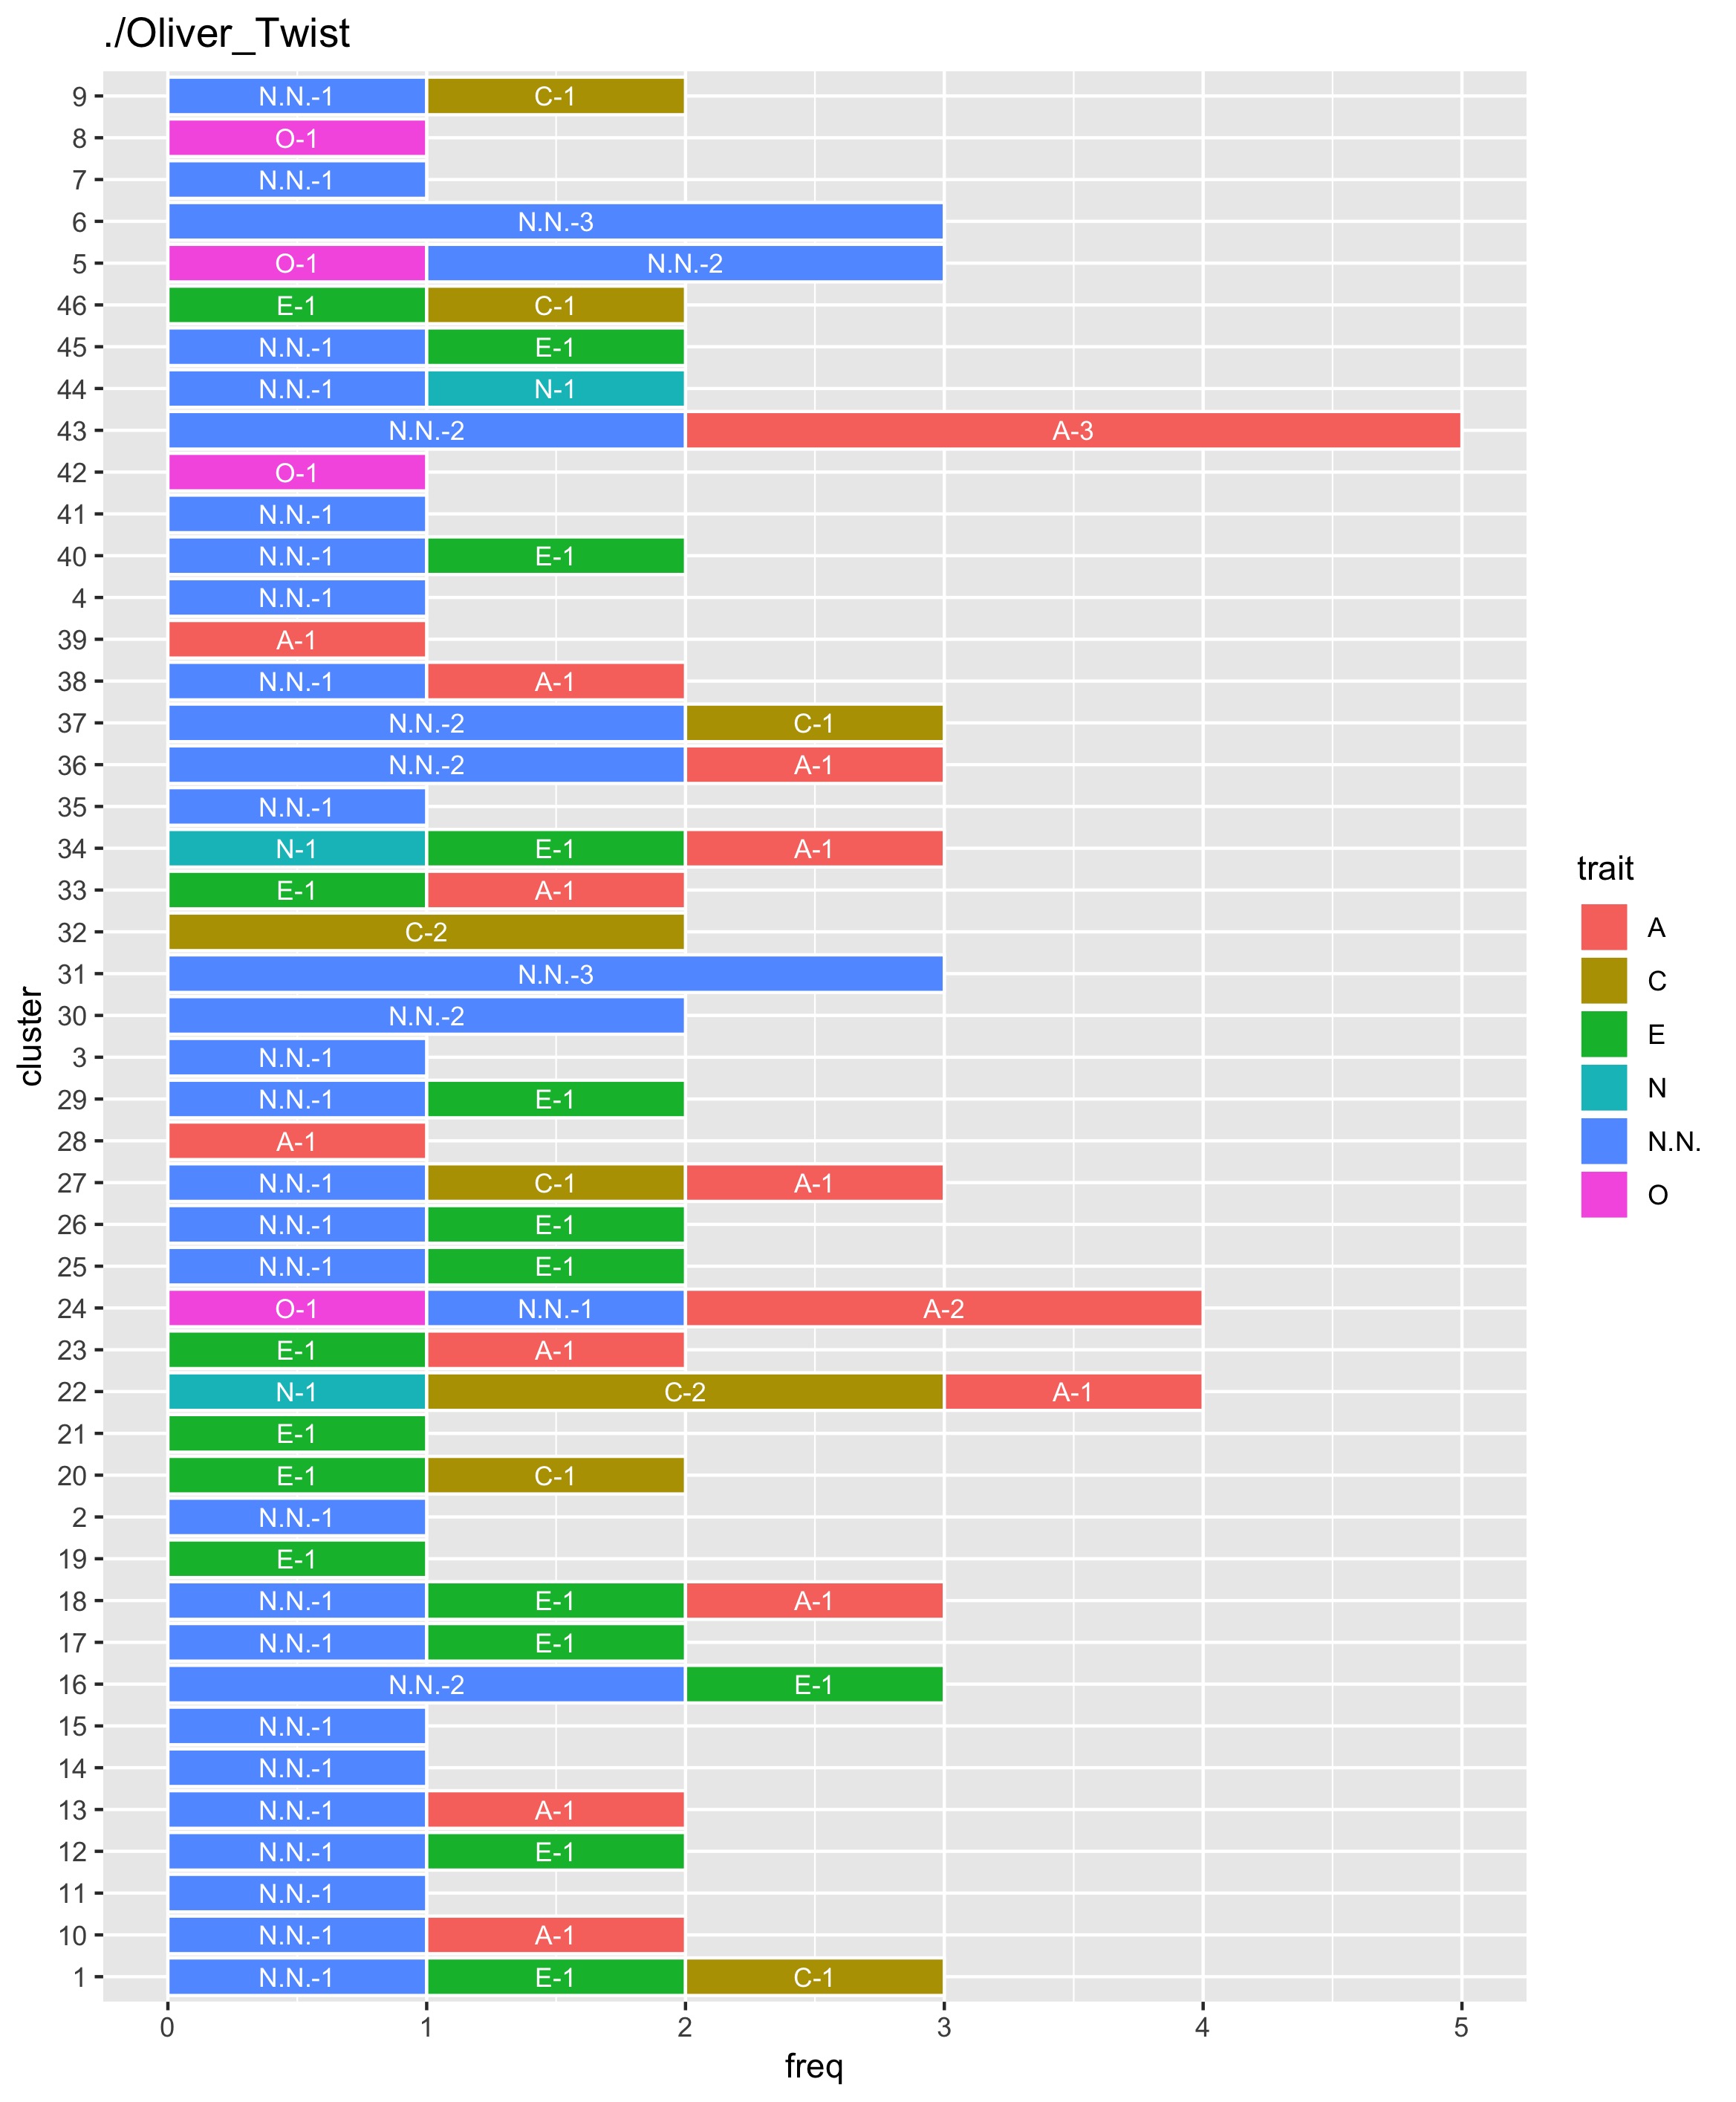 ./Oliver_Twist
9 N.N.-1 C-1
8 O-1
7 N.N.-1
6 N.N.-3
5 O-1 N.N.-2
46 E-1 C-1
45 N.N.-1 E-1
44 N.N.-1 N-1
43 N.N.-2 A-3
42 O-1
41 N.N.-1
40 N.N.-1 E-1
4 N.N.-1
39 A-1
38 N.N.-1 A-1
37 N.N.-2 C-1
36 N.N.-2 A-1
35 N.N.-1
34 N-1 E-1 A-1
33 E-1 A-1
32 C-2
31 N.N.-3
30 N.N.-2
3 N.N.-1
29 N.N.-1 E-1
28 A-1
27 N.N.-1 C-1 A-1
26 N.N.-1 E-1
25 N.N.-1 E-1
24 O-1 N.N.-1 A-2
23 E-1 A-1
22 N-1 C-2 A-1
21 E-1
20 E-1 C-1
2 N.N.-1
19 E-1
18 N.N.-1 E-1 A-1
17 N.N.-1 E-1
16 N.N.-2 E-1
15 N.N.-1
14 N.N.-1
13 N.N.-1 A-1
12 N.N.-1 E-1
11 N.N.-1
10 N.N.-1 A-1
1 N.N.-1 E-1 C-1
0 1 2 3 4 5
freq
cluster
trait
A
C
E
N
N.N.
O